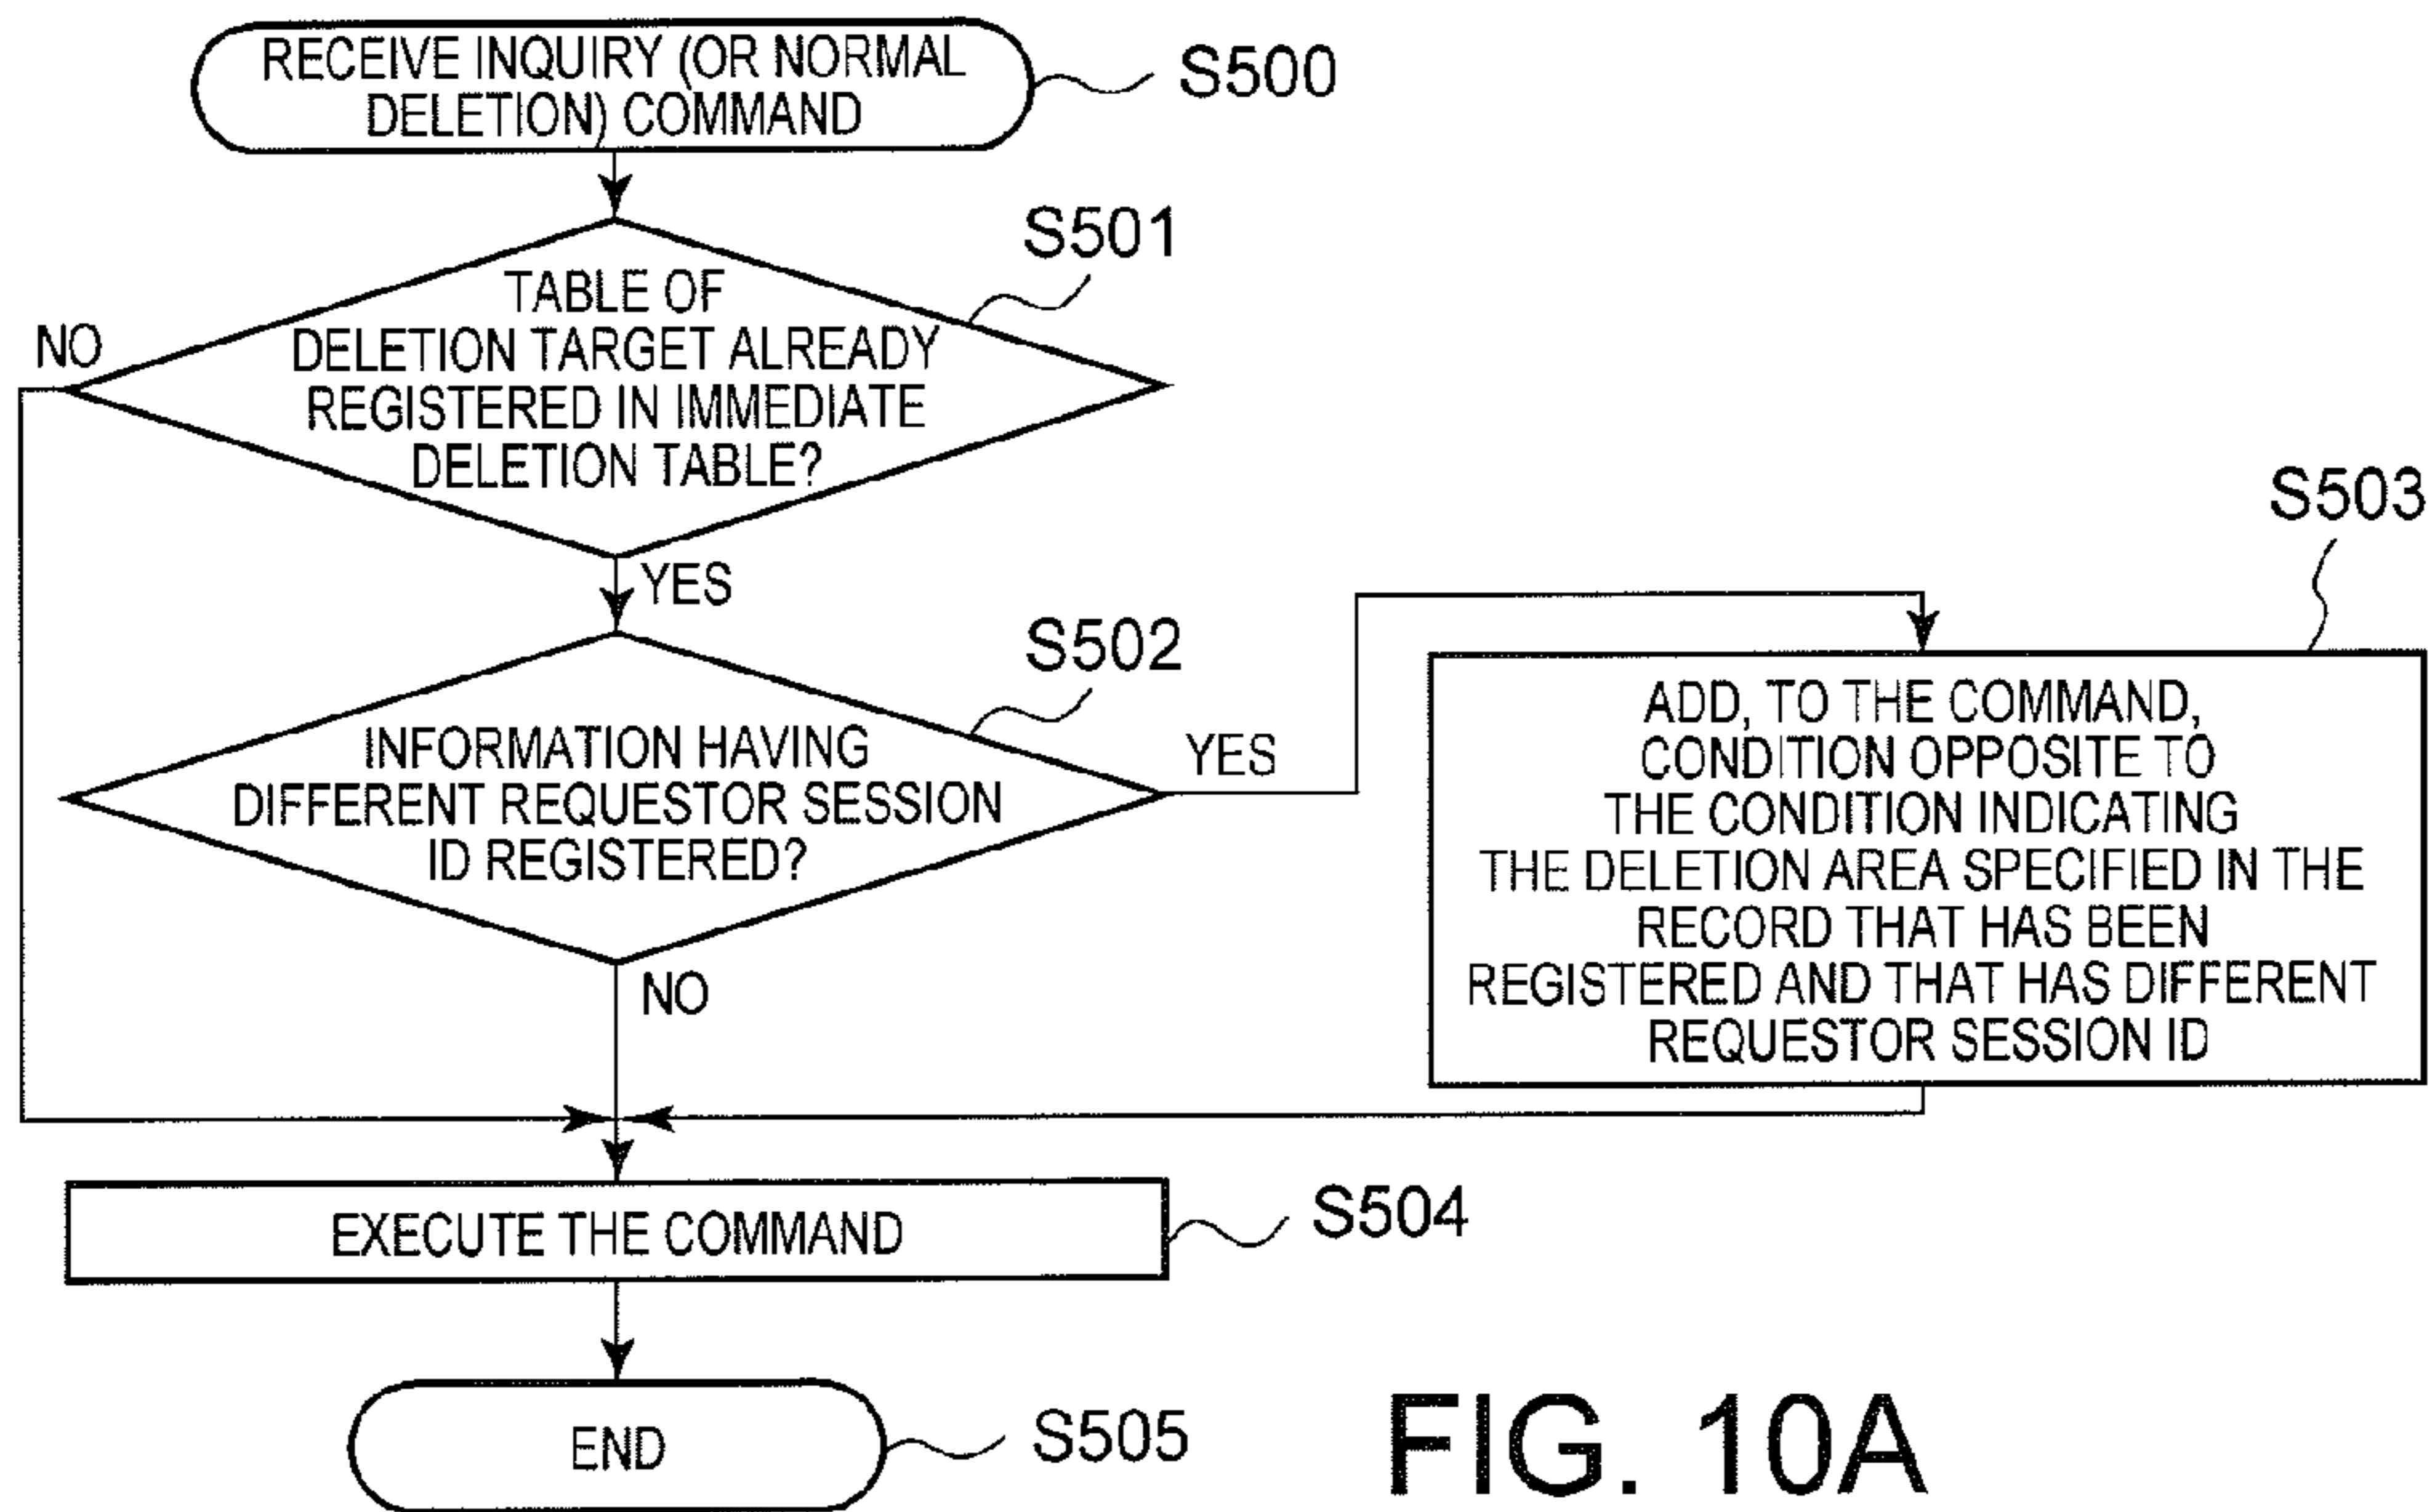 RECEIVE INQUIRY (OR NORMAL
DELETION) COMMAND
S500
S501
TABLE OF
DELETION TARGET ALREADY
REGISTERED IN IMMEDIATE
DELETION TABLE?
NO
YES
S502
INFORMATION HAVING
DIFFERENT REQUESTOR SESSION
ID REGISTERED?
YES
NO
S503
ADD, TO THE COMMAND,
CONDITION OPPOSITE TO
THE CONDITION INDICATING
THE DELETION AREA SPECIFIED IN THE
RECORD THAT HAS BEEN
REGISTERED AND THAT HAS DIFFERENT
REQUESTOR SESSION ID
EXECUTE THE COMMAND
S504
END
S505
FIG. 10A